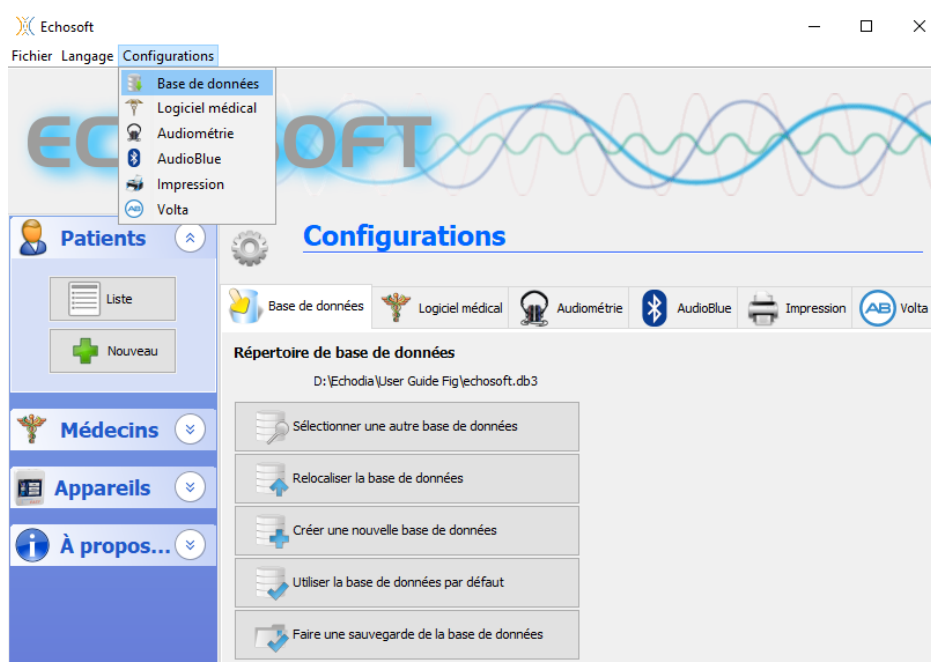 Echosoft
Fichier Langage Configurations
Base de données
Logiciel médical
Audiométrie
AudioBlue
Impression
Volta
Patients
Liste
Nouveau
Médecins
Appareils
À propos...
Configurations
Base de données Logiciel médical Audiométrie AudioBlue Impression AB Volta
Répertoire de base de données
D:\Echodia\User Guide Fig\echosoft.db3
Sélectionner une autre base de données
Relocaliser la base de données
Créer une nouvelle base de données
Utiliser la base de données par défaut
Faire une sauvegarde de la base de données